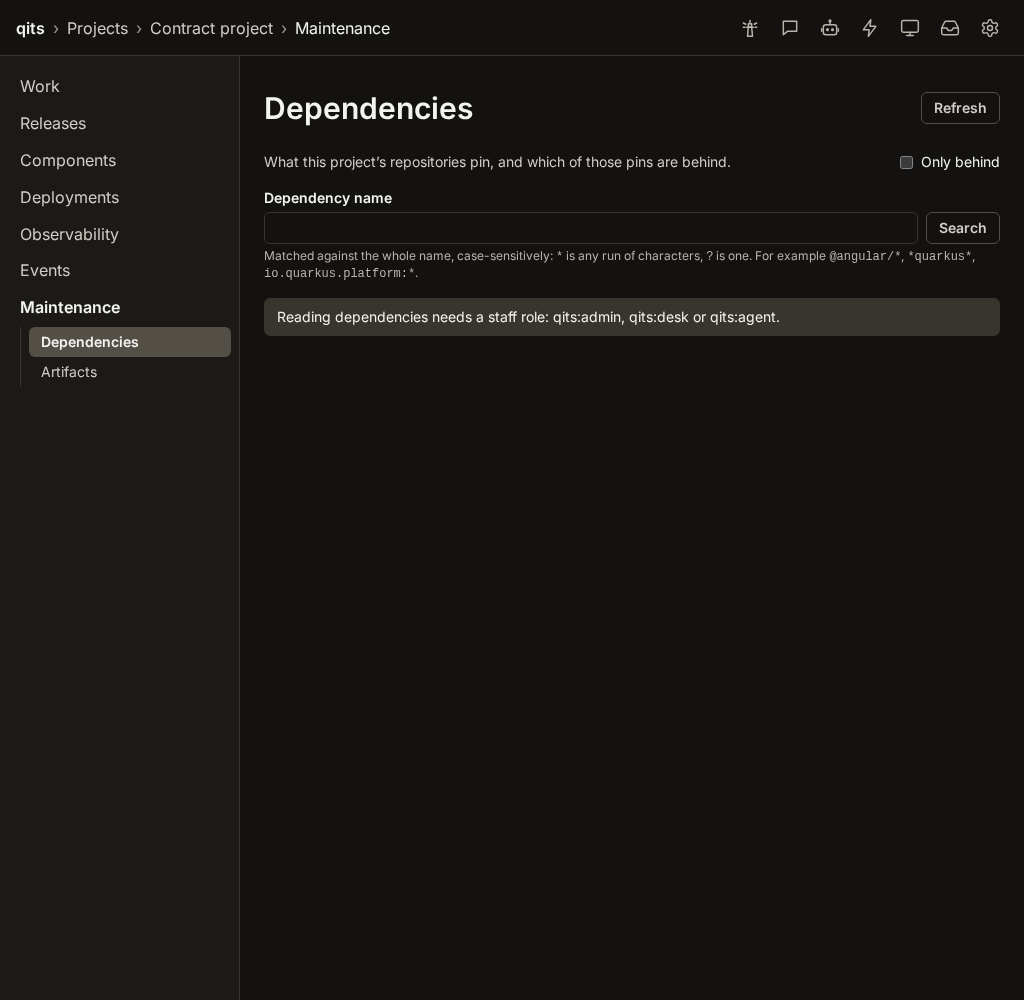 qits › Projects › Contract project › Maintenance
Work
Releases
Components
Deployments
Observability
Events
Maintenance
Dependencies
Artifacts
Dependencies
Refresh
What this project's repositories pin, and which of those pins are behind.
Only behind
Dependency name
Search
Matched against the whole name, case-sensitively: * is any run of characters, ? is one. For example @angular/*, *quarkus*,
io.quarkus.platform:*.
Reading dependencies needs a staff role: qits:admin, qits:desk or qits:agent.